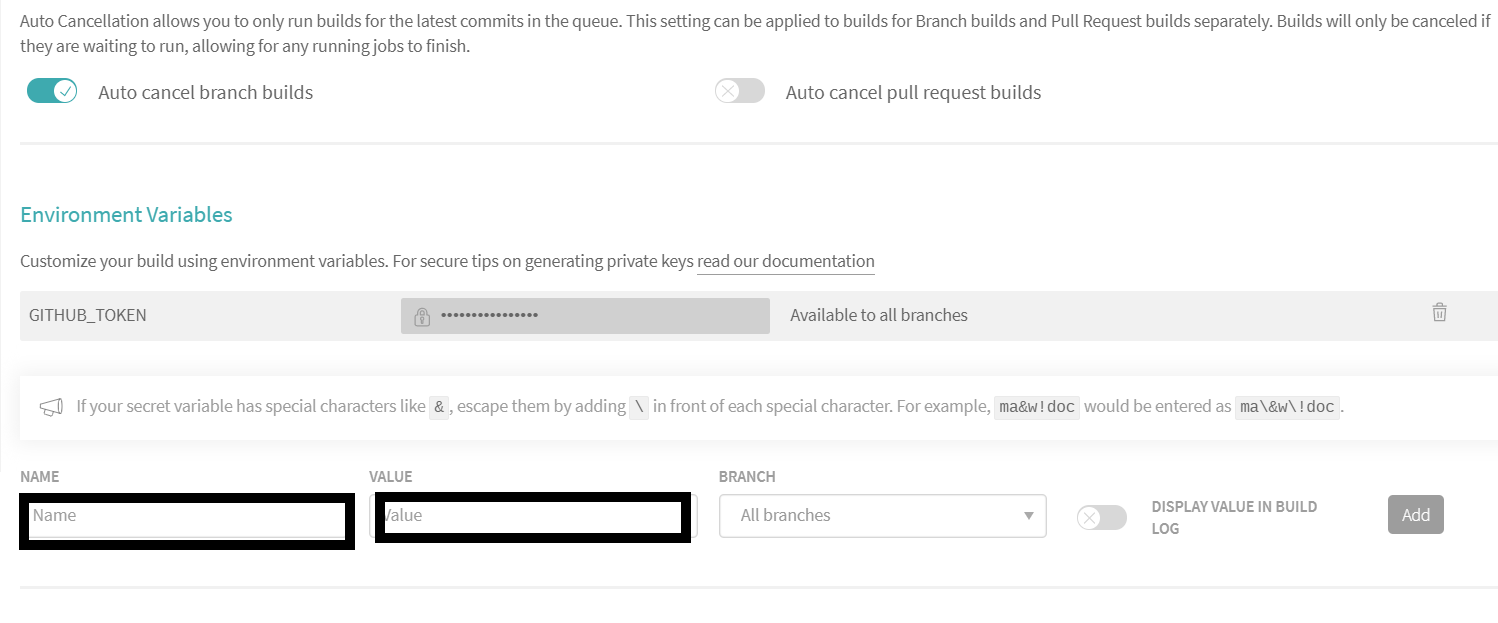 Auto Cancellation allows you to only run builds for the latest commits in the queue. This setting can be applied to builds for Branch builds and Pull Request builds separately. Builds will only be canceled if
they are waiting to run, allowing for any running jobs to finish.
Auto cancel branch builds
Auto cancel pull request builds
Environment Variables
Customize your build using environment variables. For secure tips on generating private keys read our documentation
GITHUB_TOKEN
••••••••••••••••
Available to all branches
If your secret variable has special characters like &, escape them by adding \ in front of each special character. For example, ma&w!doc would be entered as ma\&w\!doc.
NAME
VALUE
BRANCH
Name
Value
All branches
DISPLAY VALUE IN BUILD
LOG
Add